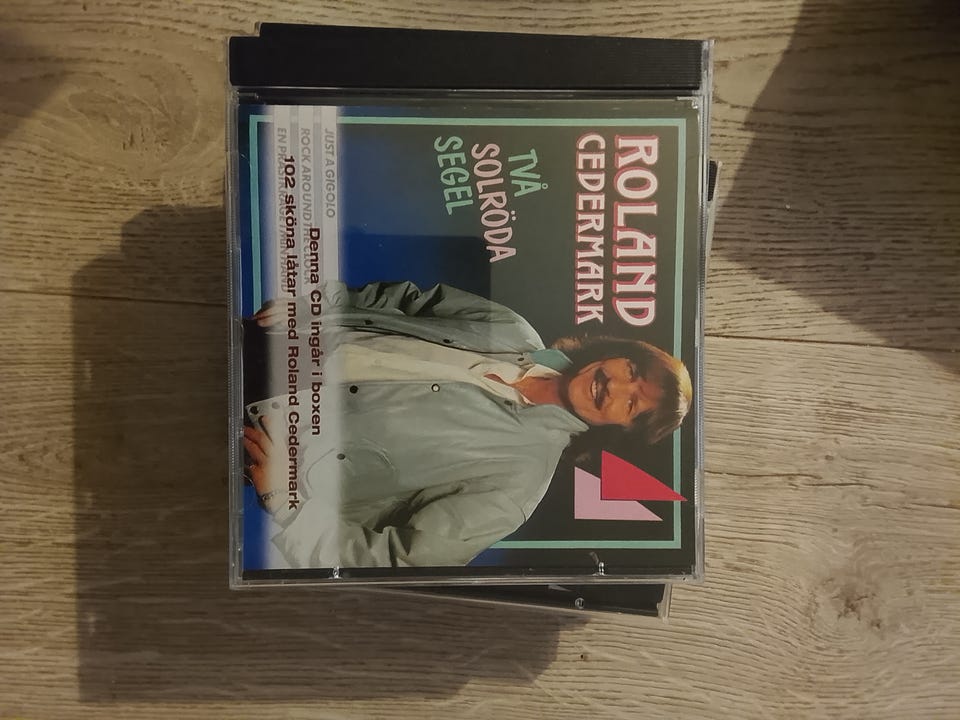 ROLAND
CEDERMARK
TVÅ
SOLRÖDA
SEGEL
JUST A GIGOLO
ROCK AROUND THE CLOCK
Denna CD ingår i boxen
102 sköna låtar med Roland Cedermark